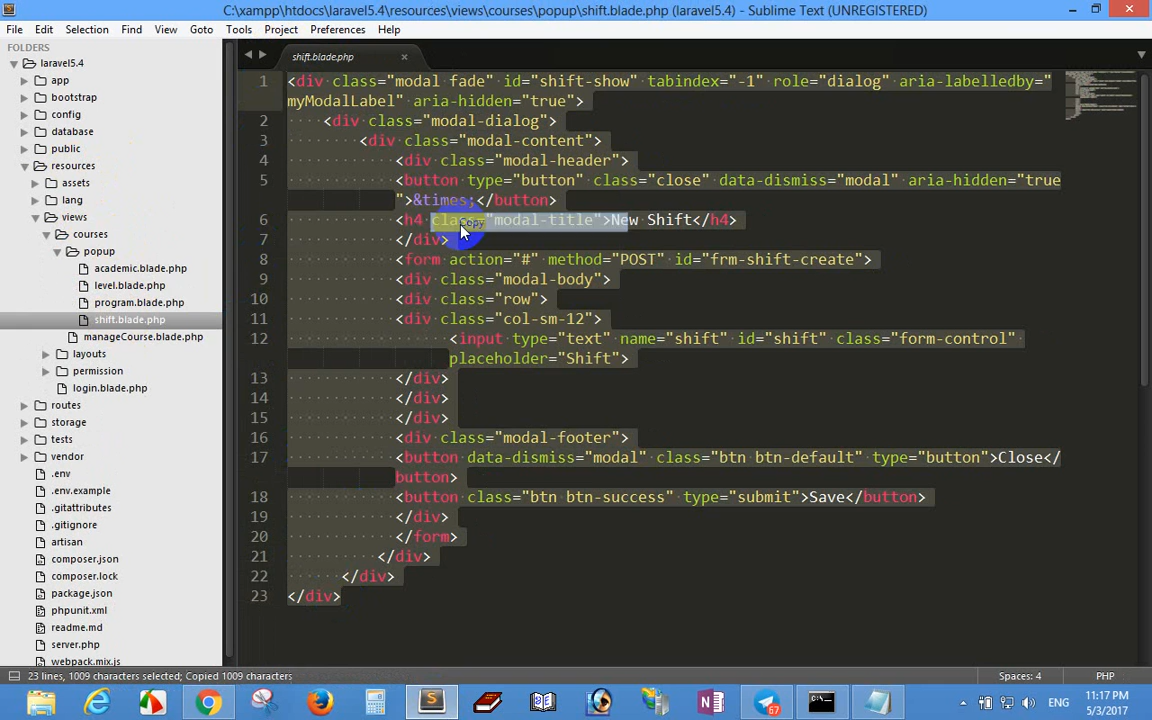 C:\xampp\htdocs\laravel5.4\resources\views\courses\popup\shift.blade.php (laravel5.4) - Sublime Text (UNREGISTERED)
File Edit Selection Find View Goto Tools Project Preferences Help
FOLDERS
laravel5.4
app
bootstrap
config
database
public
resources
assets
lang
views
courses
popup
academic.blade.php
level.blade.php
program.blade.php
shift.blade.php
manageCourse.blade.php
layouts
permission
login.blade.php
routes
storage
tests
vendor
.env
.env.example
.gitattributes
.gitignore
artisan
composer.json
composer.lock
package.json
phpunit.xml
readme.md
server.php
webpack.mix.js
shift.blade.php
1 <div class="modal fade" id="shift-show" tabindex="-1" role="dialog" aria-labelledby="
myModalLabel" aria-hidden="true">
2 <div class="modal-dialog">
3 <div class="modal-content">
4 <div class="modal-header">
5 <button type="button" class="close" data-dismiss="modal" aria-hidden="true
">&times;</button>
6 <h4 class="modal-title">New Shift</h4>
Copy
7 </div>
8 <form action="#" method="POST" id="frm-shift-create">
9 <div class="modal-body">
10 <div class="row">
11 <div class="col-sm-12">
12 <input type="text" name="shift" id="shift" class="form-control"
placeholder="Shift">
13 </div>
14 </div>
15 </div>
16 <div class="modal-footer">
17 <button data-dismiss="modal" class="btn btn-default" type="button">Close</
button>
18 <button class="btn btn-success" type="submit">Save</button>
19 </div>
20 </form>
21 </div>
22 </div>
23 </div>
23 lines, 1009 characters selected; Copied 1009 characters
Spaces: 4 PHP
67
ENG
11:17 PM
5/3/2017